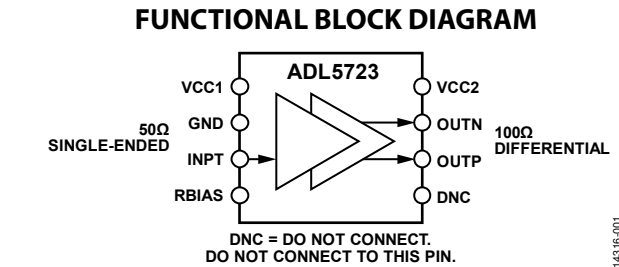 FUNCTIONAL BLOCK DIAGRAM
ADL5723
VCC1
VCC2
GND
OUTN
50Ω
SINGLE-ENDED
100Ω
DIFFERENTIAL
INPT
OUTP
RBIAS
DNC
DNC = DO NOT CONNECT.
DO NOT CONNECT TO THIS PIN.
14316-001